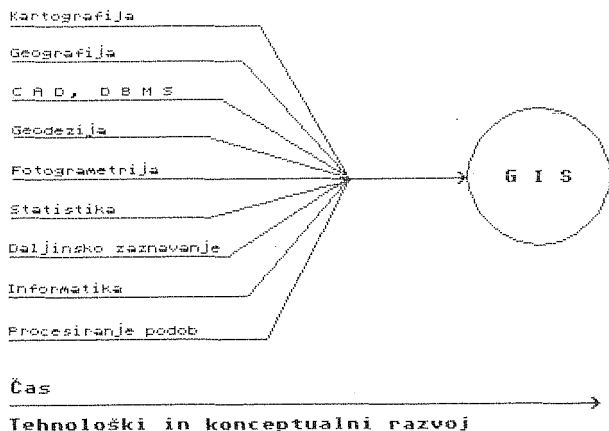 Kartografija
Geografija
C A D, D B M S
Geodezija
Fotogrametrija
G I S
Statistika
Daljinsko zaznavanje
Informatika
Procesiranje podob
Čas
Tehnološki in konceptualni razvoj